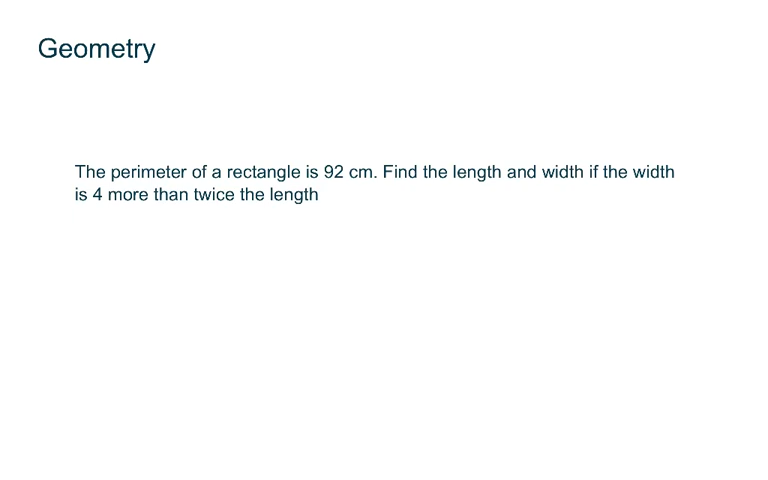 Geometry
The perimeter of a rectangle is 92 cm. Find the length and width if the width
is 4 more than twice the length